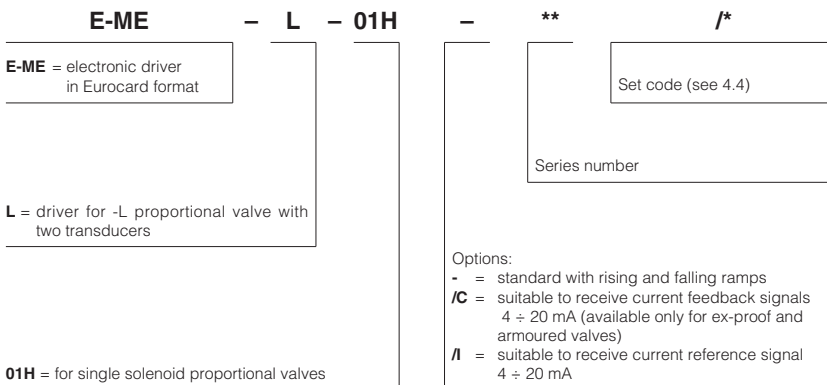 E-ME – L – 01H – ** /*
E-ME = electronic driver
in Eurocard format
Set code (see 4.4)
Series number
L = driver for -L proportional valve with
two transducers
Options:
- = standard with rising and falling ramps
/C = suitable to receive current feedback signals
4 ÷ 20 mA (available only for ex-proof and
armoured valves)
/I = suitable to receive current reference signal
4 ÷ 20 mA
01H = for single solenoid proportional valves